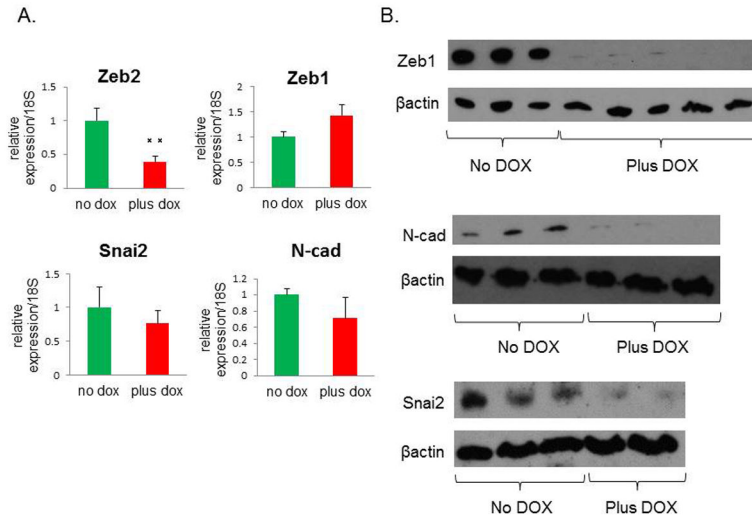 A.
Zeb2
relative
expression/18S
1.5
1
0.5
0
××
no dox
plus dox
Zeb1
relative
expression/18S
2
1.5
1
0.5
0
no dox
plus dox
Snai2
relative
expression/18S
1.5
1
0.5
0
no dox
plus dox
N-cad
relative
expression/18S
1.2
1
0.8
0.6
0.4
0.2
0
no dox
plus dox
B.
Zeb1
βactin
No DOX
Plus DOX
N-cad
βactin
No DOX
Plus DOX
Snai2
βactin
No DOX
Plus DOX